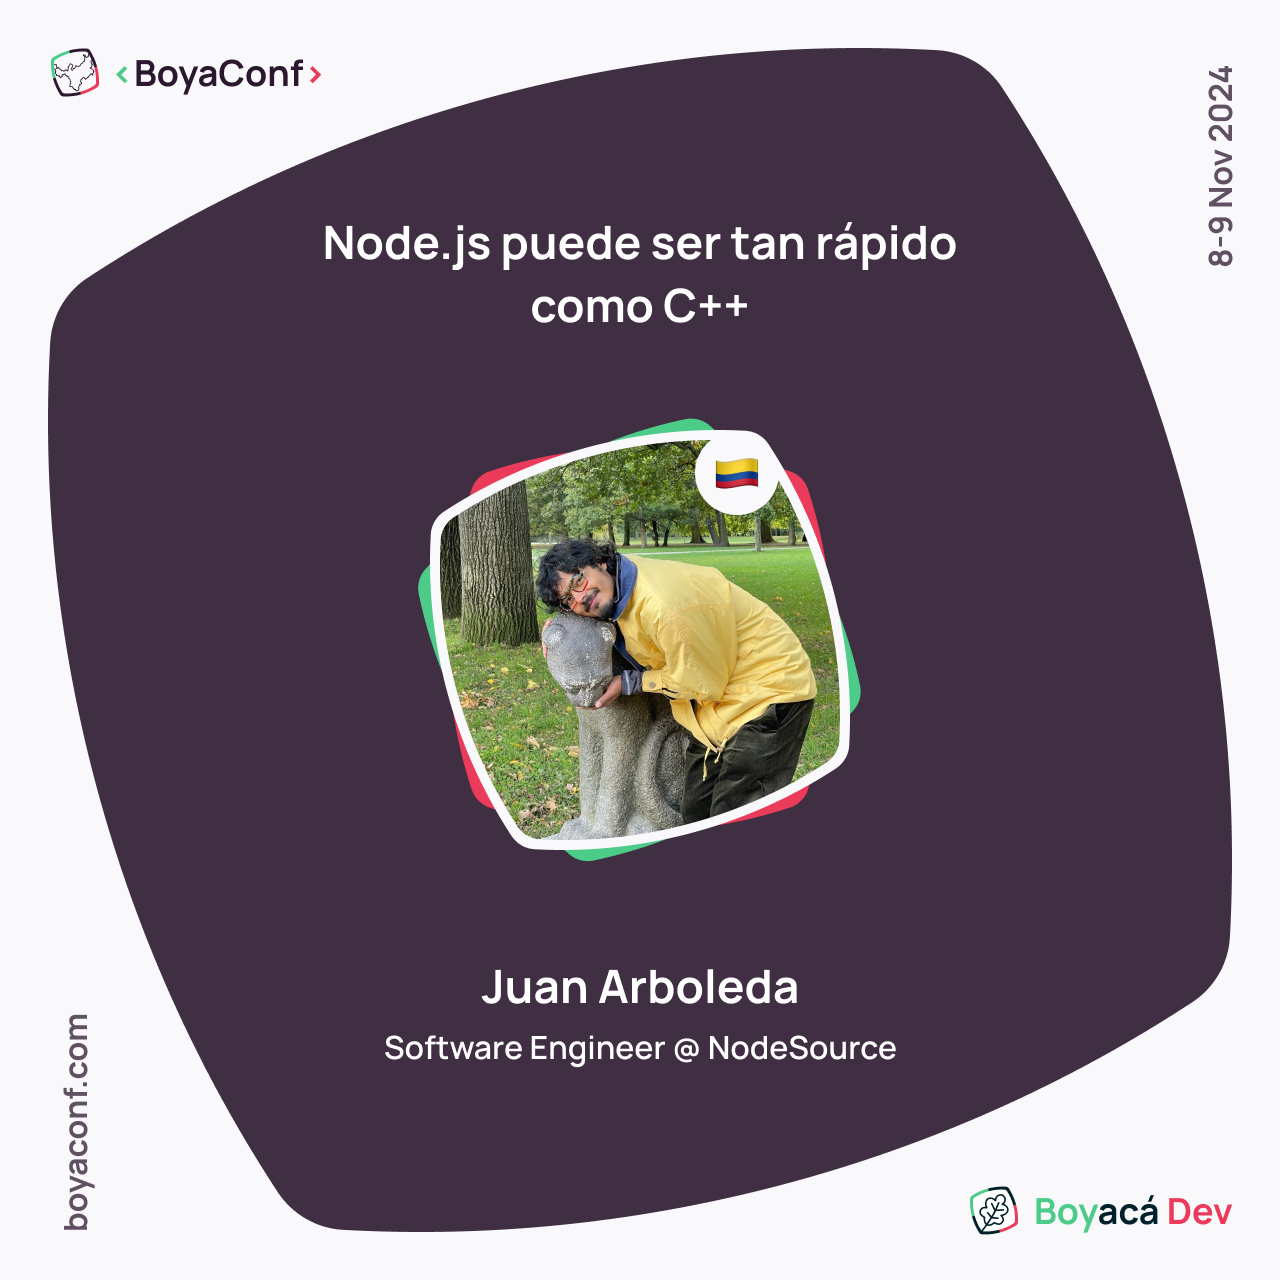 <BoyaConf>
8-9 Nov 2024
Node.js puede ser tan rápido
como C++
Juan Arboleda
Software Engineer @ NodeSource
boyaconf.com
Boyacá Dev